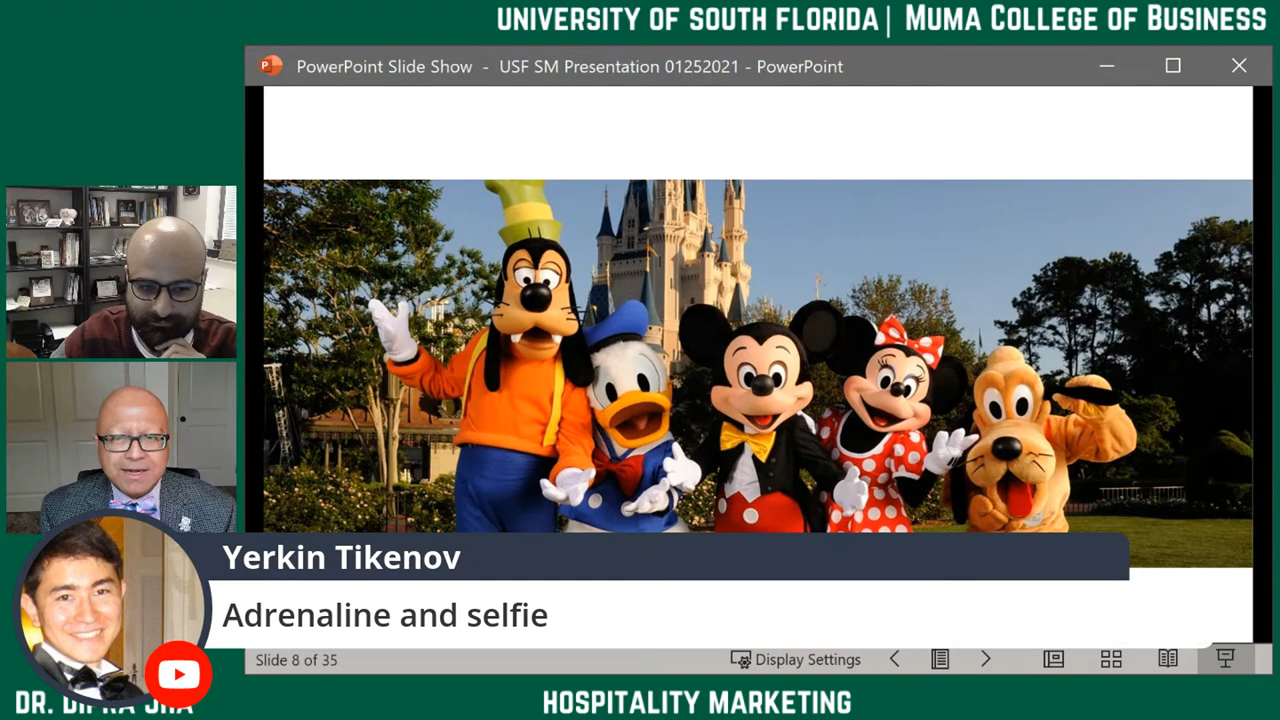 UNIVERSITY OF SOUTH FLORIDA| MUMA COLLEGE OF BUSINESS
PowerPoint Slide Show - USF SM Presentation 01252021 - PowerPoint
Yerkin Tikenov
Adrenaline and selfie
Slide 8 of 35
Display Settings
DR.
HOSPITALITY MARKETING